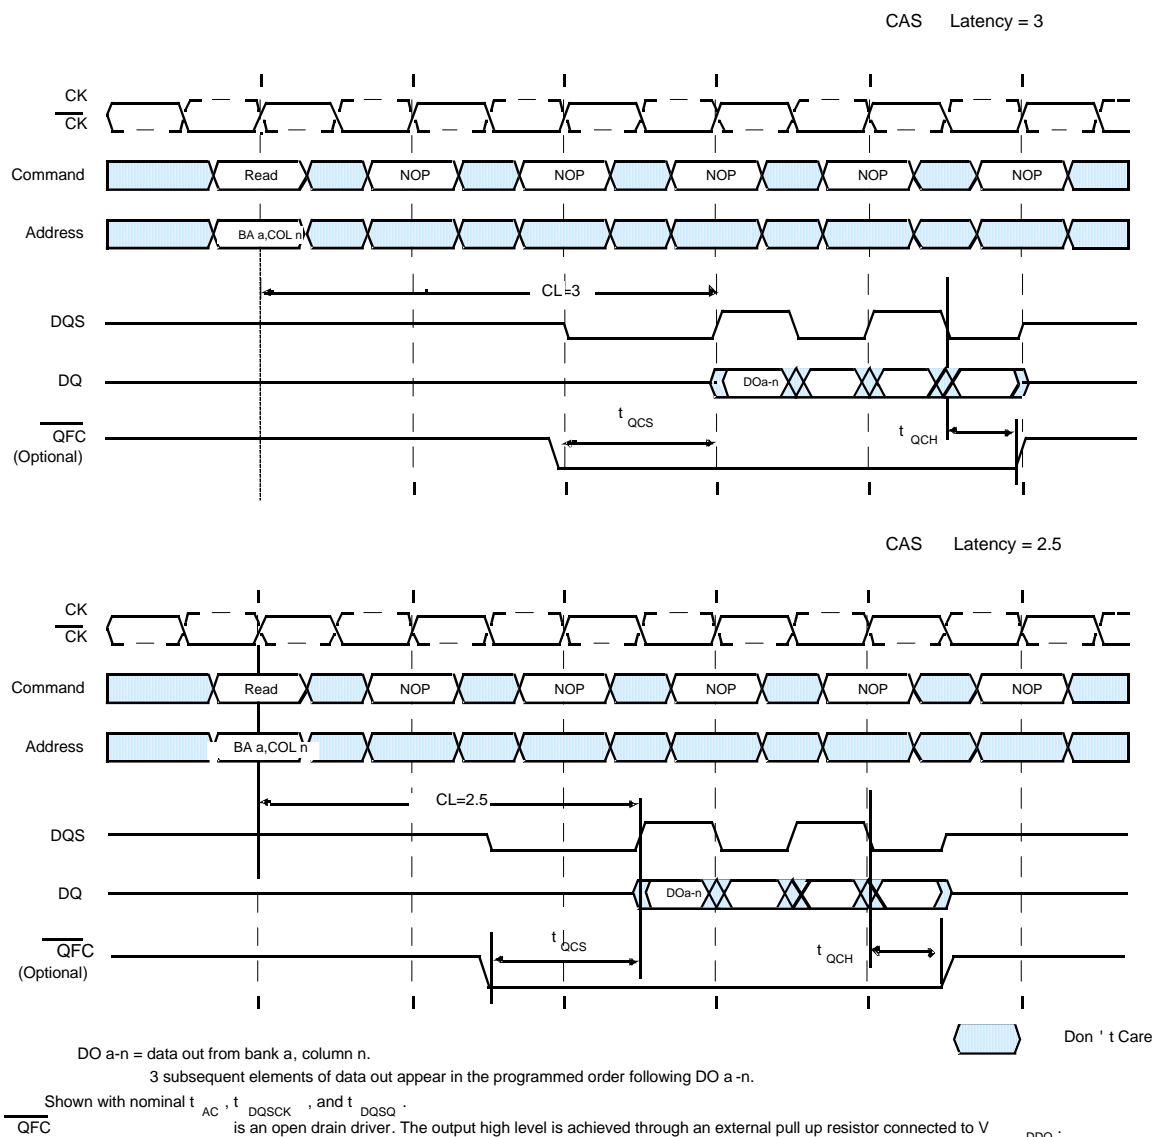 CAS Latency = 3
CK
CK
Command Read NOP NOP NOP NOP NOP
Address BA a,COL n
CL=3
DQS
DQ DOa-n
t QCS
t QCH
QFC
(Optional)
CAS Latency = 2.5
CK
CK
Command Read NOP NOP NOP NOP NOP
Address BA a,COL n
CL=2.5
DQS
DQ DOa-n
t QCS
t QCH
QFC
(Optional)
Don ' t Care
DO a-n = data out from bank a, column n.
3 subsequent elements of data out appear in the programmed order following DO a -n.
Shown with nominal t AC , t DQSCK , and t DQSQ .
QFC is an open drain driver. The output high level is achieved through an external pull up resistor connected to V DDQ .